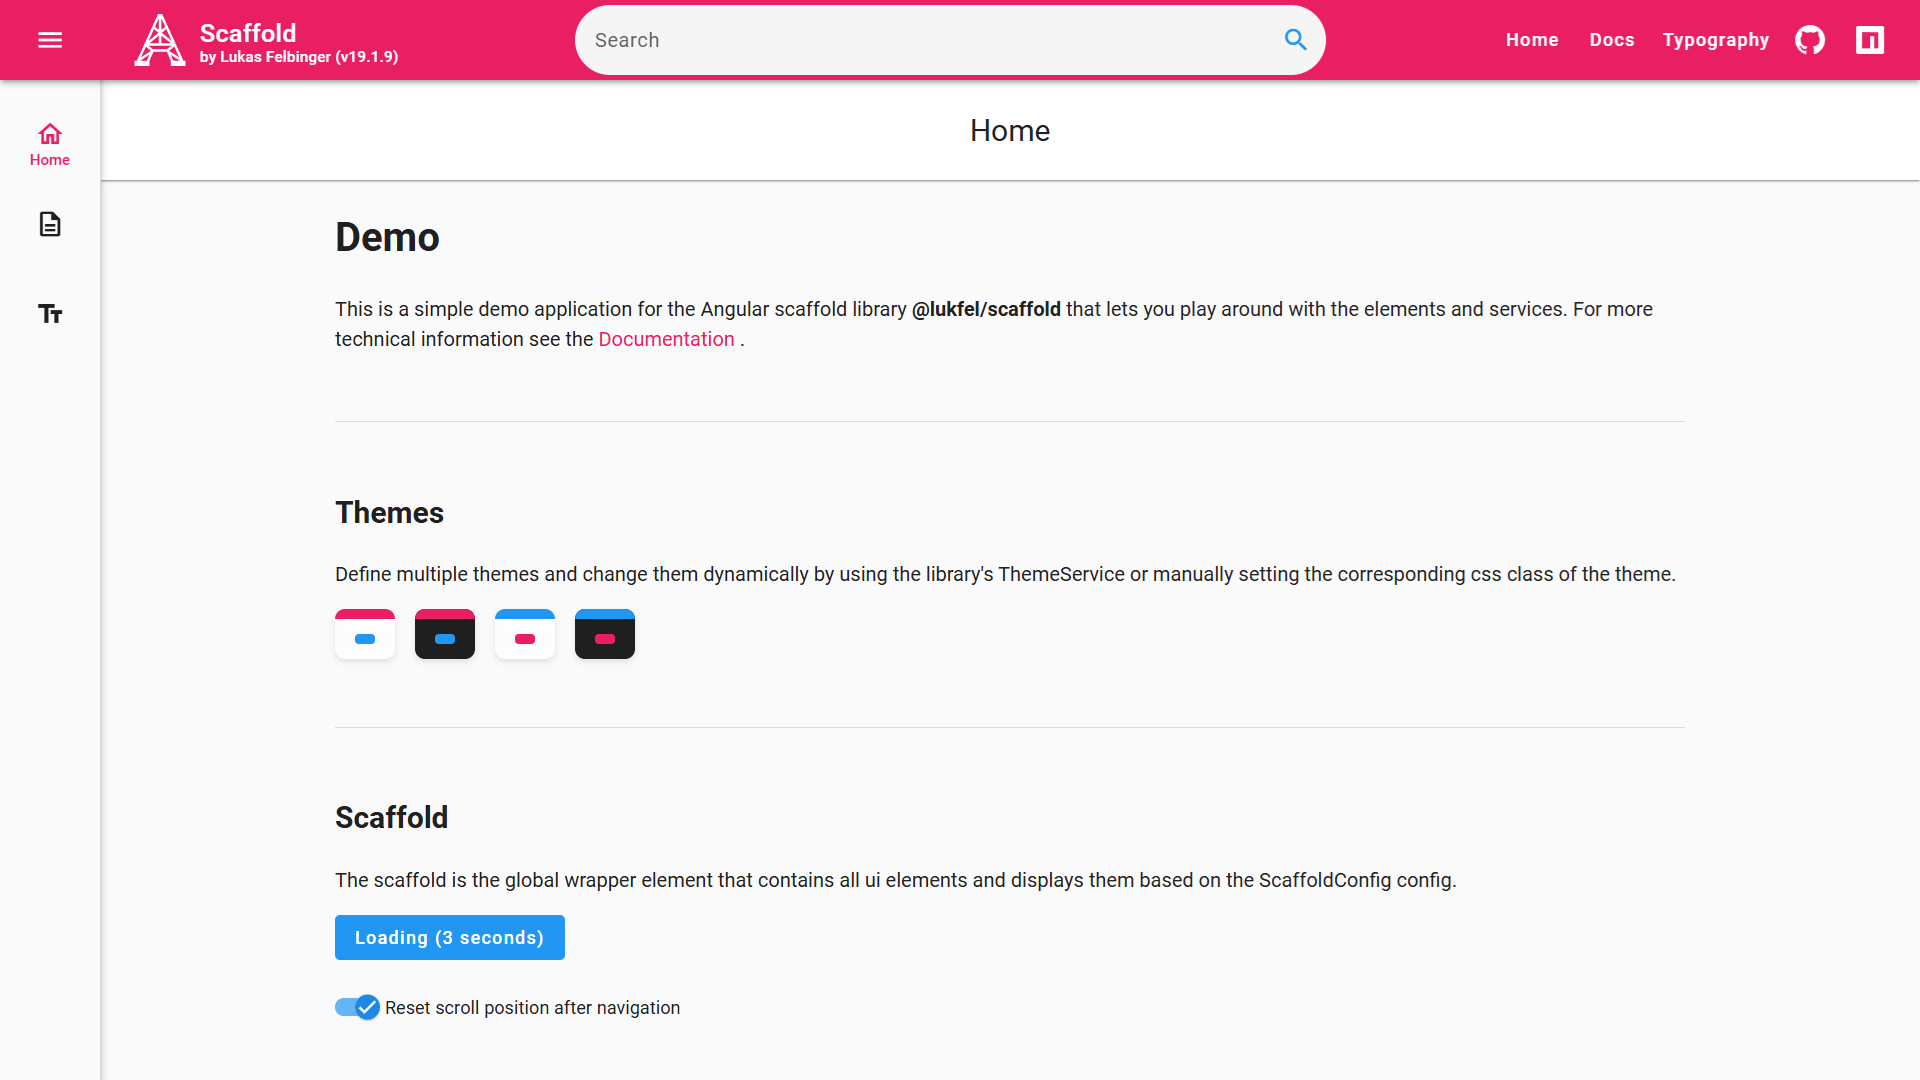 Scaffold
by Lukas Felbinger (v19.1.9)
Search
Home
Docs
Typography
Home
Home
Demo
This is a simple demo application for the Angular scaffold library @lukfel/scaffold that lets you play around with the elements and services. For more
technical information see the Documentation .
Themes
Define multiple themes and change them dynamically by using the library's ThemeService or manually setting the corresponding css class of the theme.
Scaffold
The scaffold is the global wrapper element that contains all ui elements and displays them based on the ScaffoldConfig config.
Loading (3 seconds)
Reset scroll position after navigation